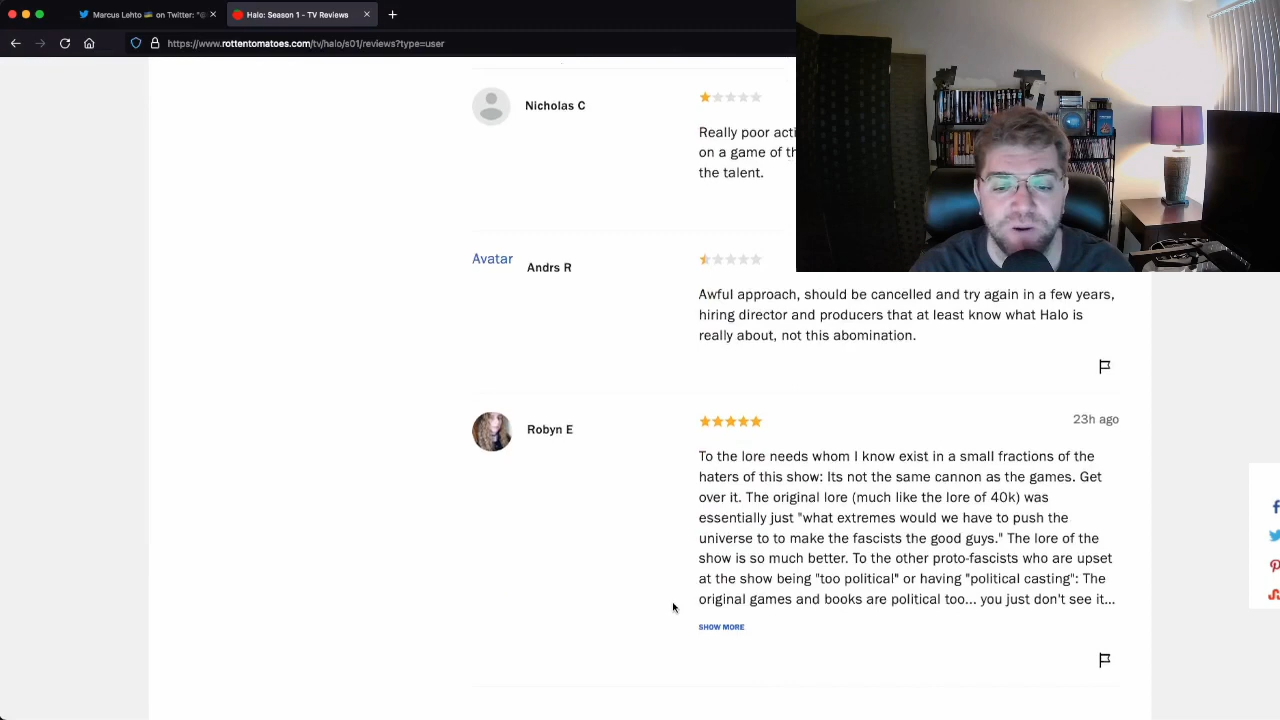 Marcus Lehto 🇺🇦 on Twitter: "@
Halo: Season 1 - TV Reviews
https://www.rottentomatoes.com/tv/halo/s01/reviews?type=user
Nicholas C
Really poor acti
on a game of th
the talent.
Avatar
Andrs R
Awful approach, should be cancelled and try again in a few years,
hiring director and producers that at least know what Halo is
really about, not this abomination.
Robyn E
23h ago
To the lore needs whom I know exist in a small fractions of the
haters of this show: Its not the same cannon as the games. Get
over it. The original lore (much like the lore of 40k) was
essentially just "what extremes would we have to push the
universe to to make the fascists the good guys." The lore of the
show is so much better. To the other proto-fascists who are upset
at the show being "too political" or having "political casting": The
original games and books are political too... you just don't see it...
SHOW MORE